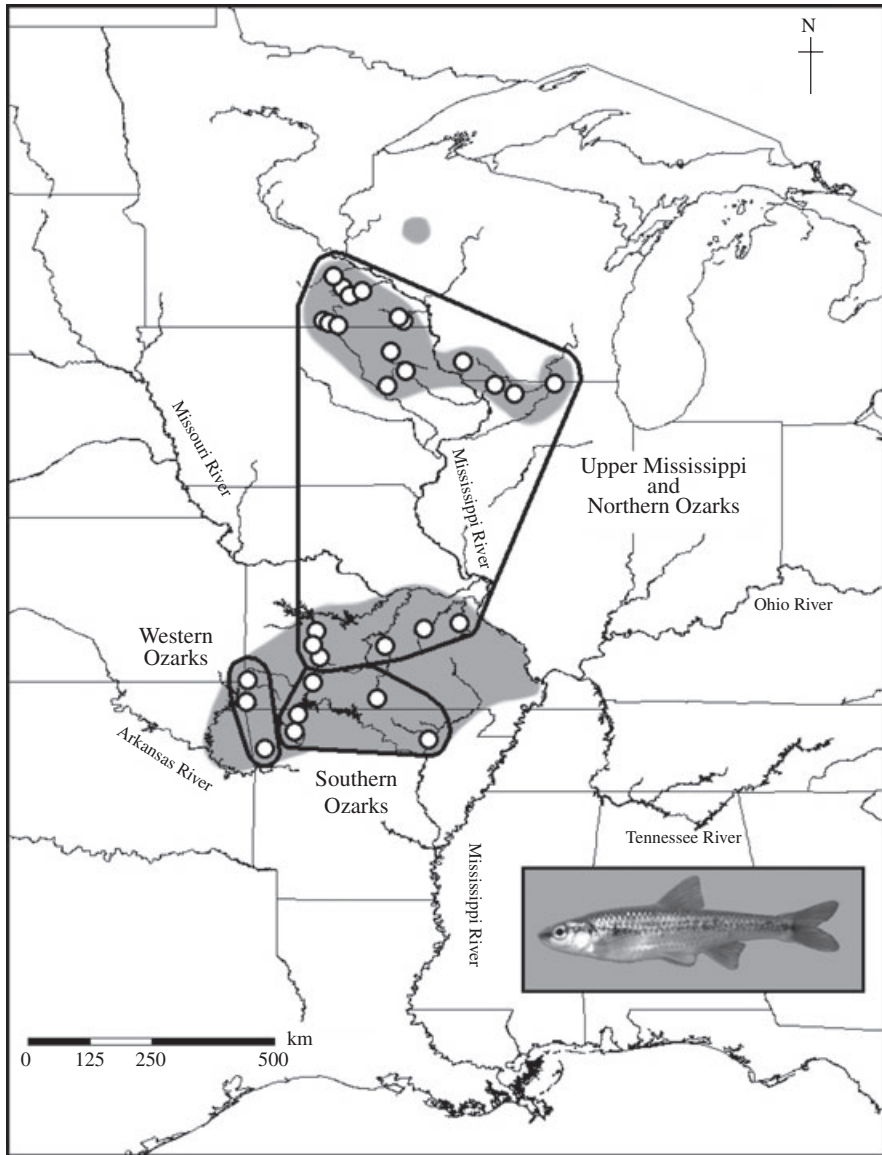 N
Missouri River
Mississippi River
Upper Mississippi
and
Northern Ozarks
Ohio River
Western
Ozarks
Arkansas River
Southern
Ozarks
Tennessee River
Mississippi River
km
0 125 250 500